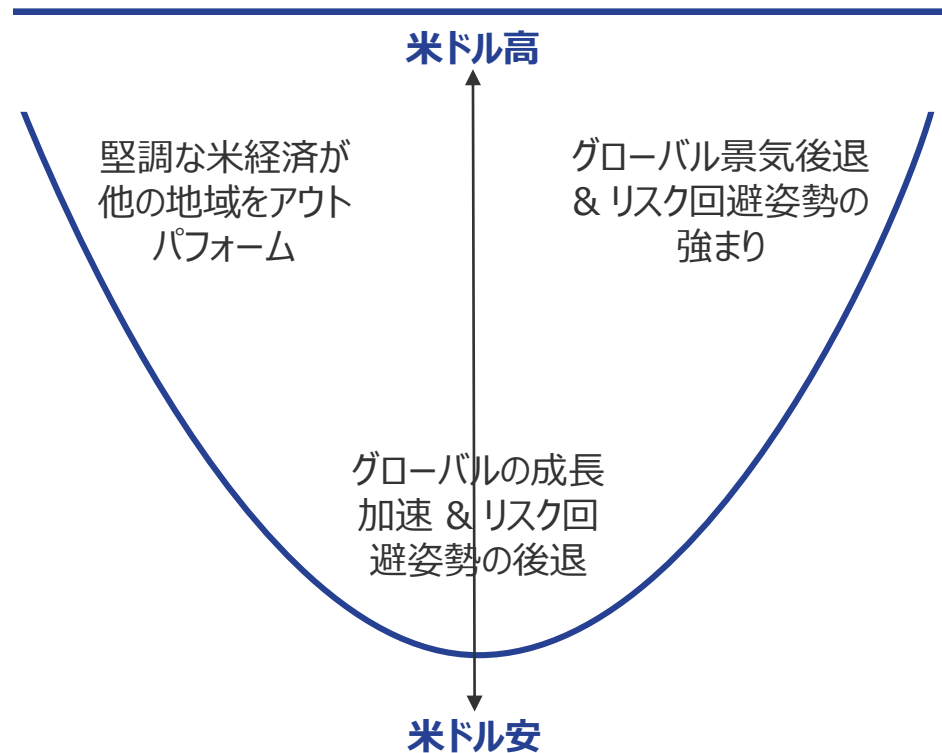 米ドル高
堅調な米経済が
他の地域をアウト
パフォーム
グローバル景気後退
& リスク回避姿勢の
強まり
グローバルの成長
加速 & リスク回
避姿勢の後退
米ドル安